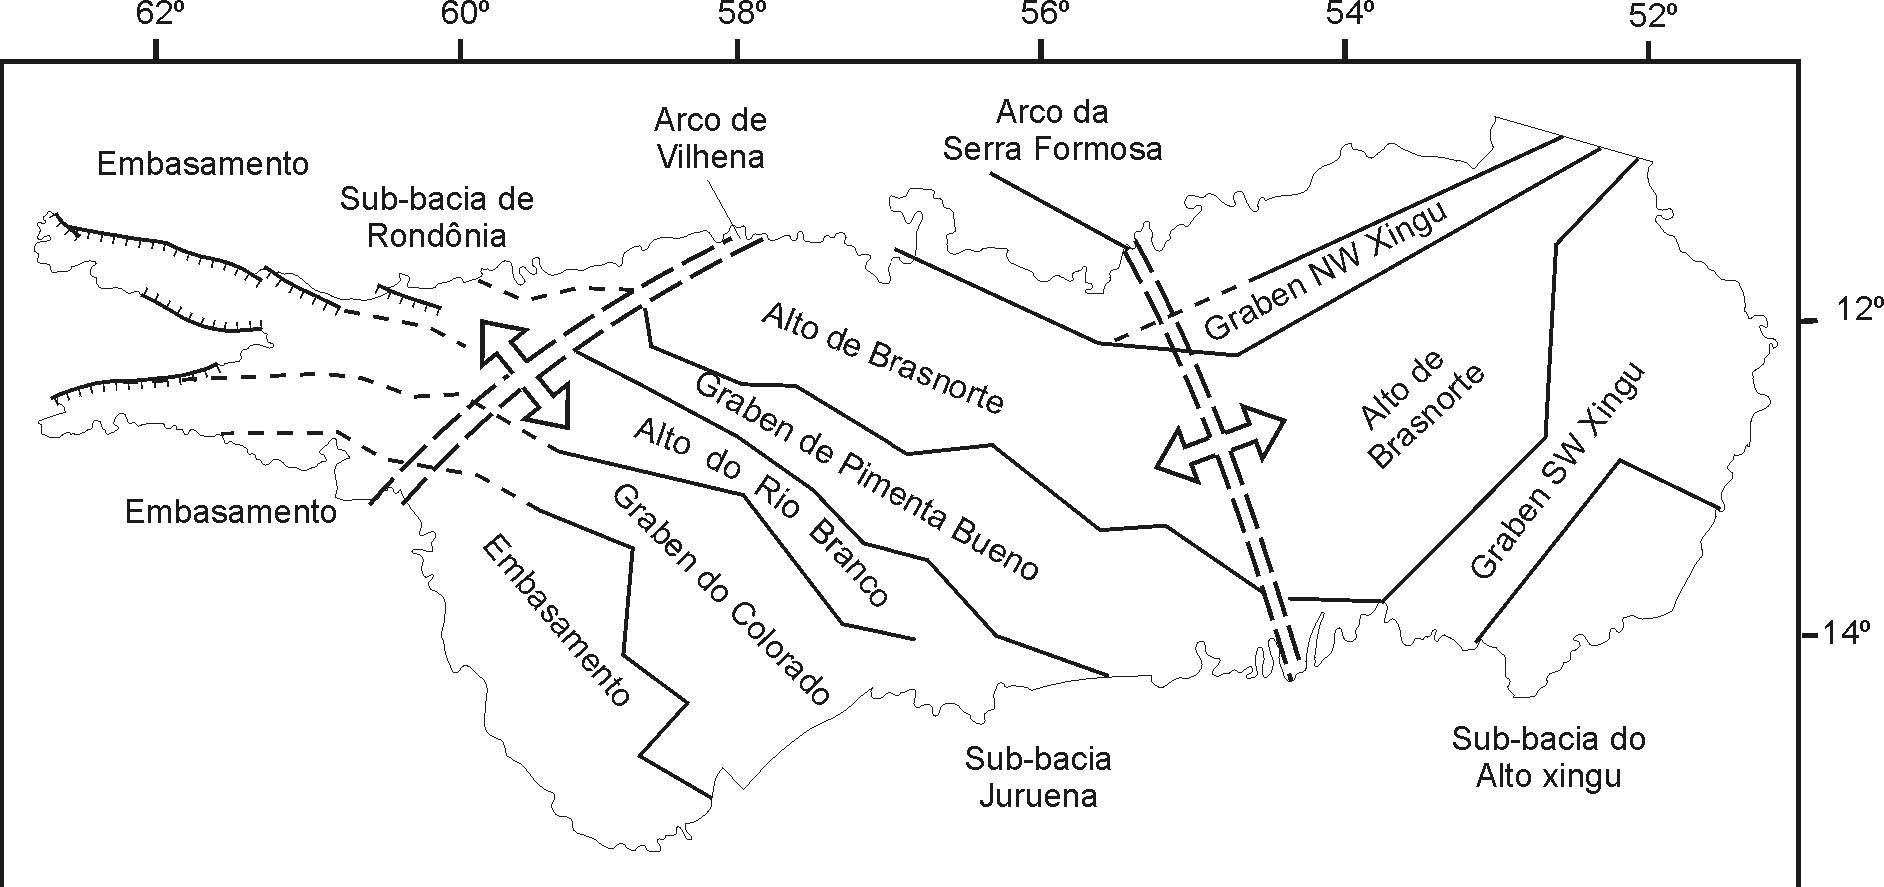 62º 60º 58º 56º 54º 52º
Arco de
Vilhena
Arco da
Serra Formosa
Embasamento
Sub-bacia de
Rondônia
Graben NW Xingu
12º
Alto de Brasnorte
Alto de
Brasnorte
Graben de Pimenta Bueno
Alto do Rio Branco
Graben SW Xingu
Embasamento
Graben do Colorado
Embasamento
14º
Sub-bacia
Juruena
Sub-bacia do
Alto xingu